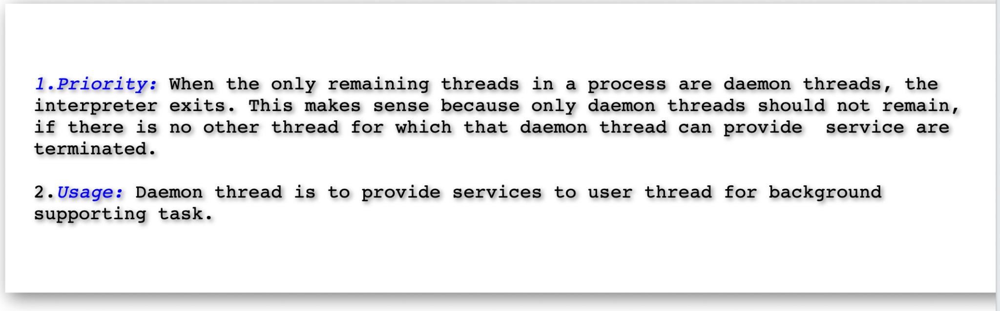 1.Priority: When the only remaining threads in a process are daemon threads, the
interpreter exits. This makes sense because only daemon threads should not remain,
if there is no other thread for which that daemon thread can provide  service are
terminated.
2.Usage: Daemon thread is to provide services to user thread for background
supporting task.